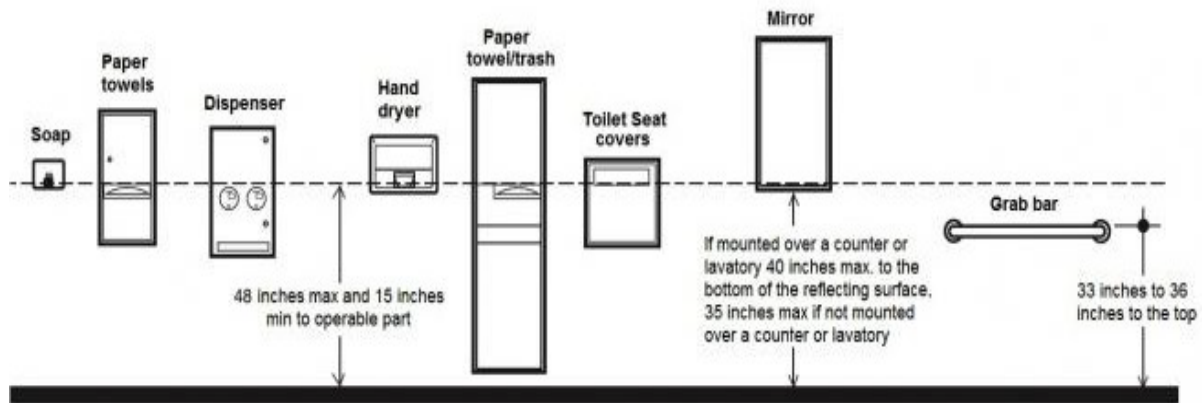 Soap
Paper
towels
Dispenser
Hand
dryer
Paper
towel/trash
Toilet Seat
covers
Mirror
Grab bar
48 inches max and 15 inches
min to operable part
If mounted over a counter or
lavatory 40 inches max. to the
bottom of the reflecting surface,
35 inches max if not mounted
over a counter or lavatory
33 inches to 36
inches to the top